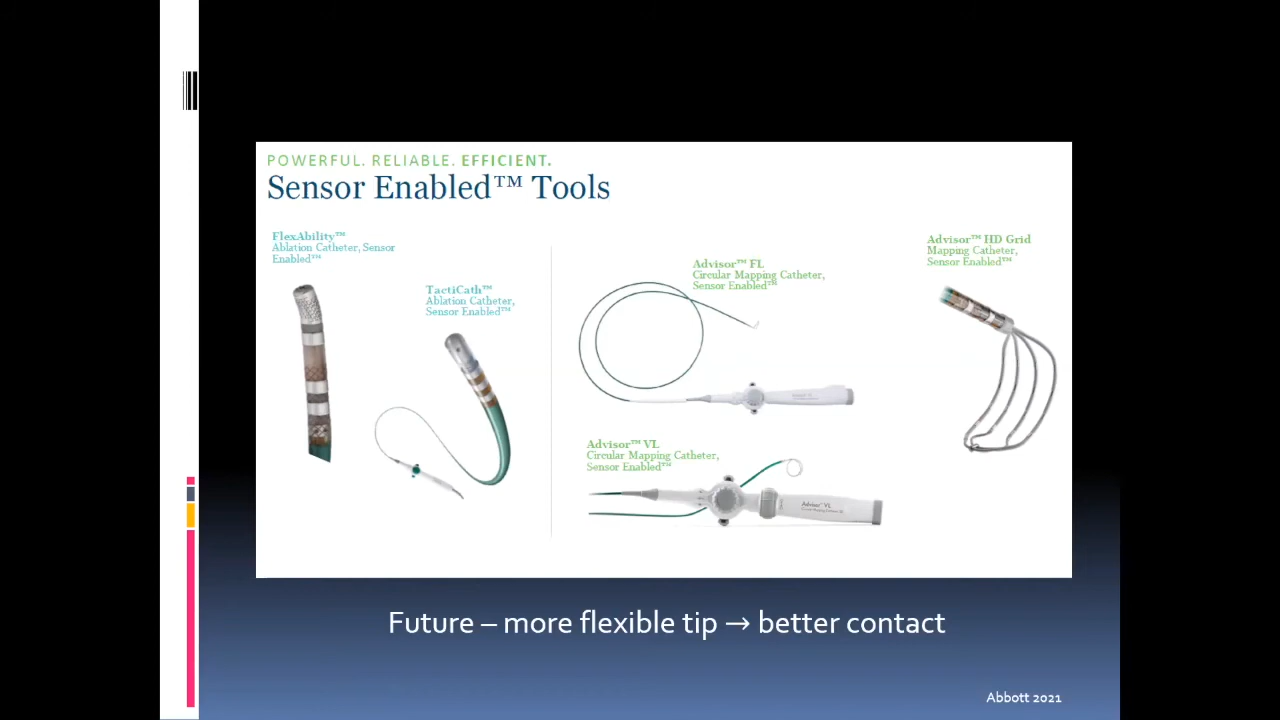 POWERFUL. RELIABLE. EFFICIENT.
Sensor Enabled™ Tools
FlexAbility™
Ablation Catheter, Sensor
Enabled™
TactiCath™
Ablation Catheter,
Sensor Enabled™
Advisor™ FL
Circular Mapping Catheter,
Sensor Enabled™
Advisor™ VL
Circular Mapping Catheter,
Sensor Enabled™
Advisor™ VL
Advisor™ HD Grid
Mapping Catheter,
Sensor Enabled™
Future – more flexible tip → better contact
Abbott 2021